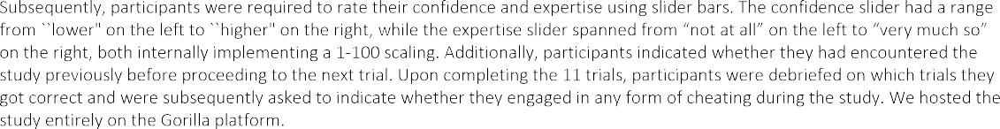 Subsequently, participants were required to rate their confidence and expertise using slider bars. The confidence slider had a range
from ``lower" on the left to ``higher" on the right, while the expertise slider spanned from “not at all” on the left to “very much so”
on the right, both internally implementing a 1-100 scaling. Additionally, participants indicated whether they had encountered the
study previously before proceeding to the next trial. Upon completing the 11 trials, participants were debriefed on which trials they
got correct and were subsequently asked to indicate whether they engaged in any form of cheating during the study. We hosted the
study entirely on the Gorilla platform.